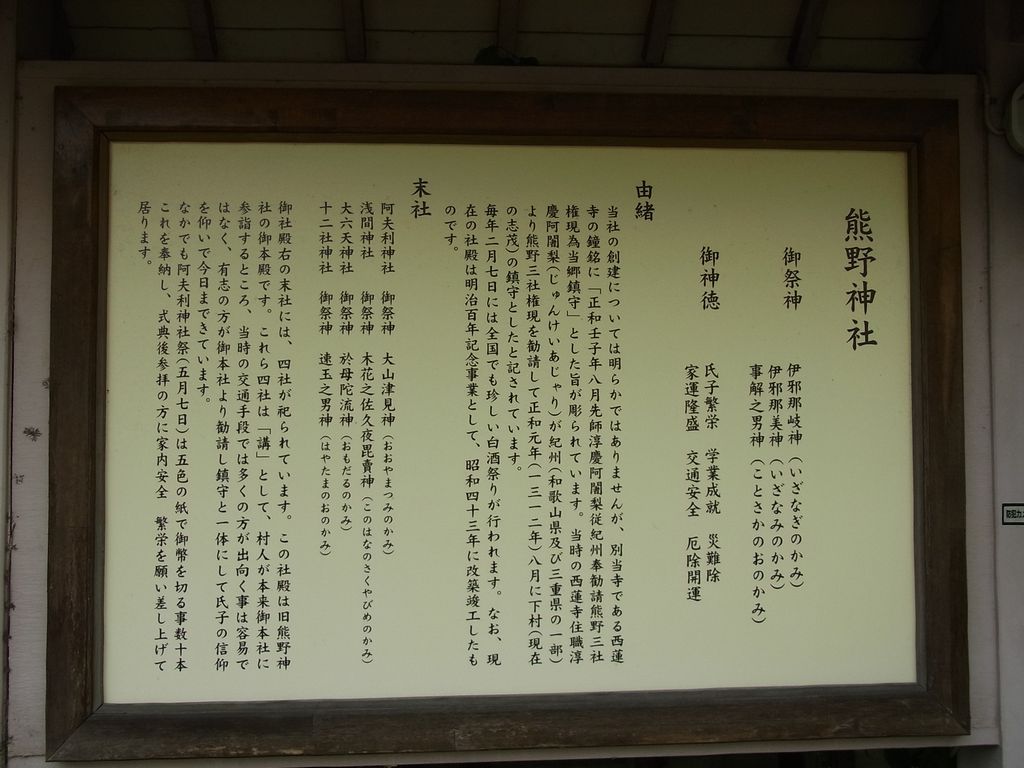 熊野神社
御祭神
伊邪那岐神(いざなぎのかみ)
伊邪那美神(いざなみのかみ)
事解之男神(ことさかのおのかみ)
御神徳
氏子繁栄 学業成就 災難除
家運隆盛 交通安全 厄除開運
由緒
当社の創建については明らかではありませんが、別当寺である西蓮
寺の鐘銘に「正和壬子年八月先師淳慶阿闍梨従紀州奉勧請熊野三社
権現為当郷鎮守」とした旨が彫られています。当時の西蓮寺住職淳
慶阿闍梨(じゅんけいあじゃり)が紀州(和歌山県及び三重県の一部)
より熊野三社権現を勧請して正和元年(一三一二年)八月に下村(現在
の志茂)の鎮守としたと記されています。
毎年二月七日には全国でも珍しい白酒祭りが行われます。なお、現
在の社殿は明治百年記念事業として、昭和四十三年に改築竣工したも
のです。
末社
阿夫利神社 御祭神 大山津見神(おおやまつみのかみ)
浅間神社 御祭神 木花之佐久夜毘賣神(このはなのさくやびめのかみ)
大六天神社 御祭神 於母陀流神(おもだるのかみ)
十二社神社 御祭神 速玉之男神(はやたまのおのかみ)
御社殿右の末社には、四社が祀られています。この社殿は旧熊野神
社の御本殿です。これら四社は「講」として、村人が本来御本社に
参詣するところ、当時の交通手段では多くの方が出向く事は容易で
はなく、有志の方が御本社より勧請し鎮守と一体にして氏子の信仰
を仰いで今日まできています。
なかでも阿夫利神社祭(五月七日)は五色の紙で御幣を切る事数十本
これを奉納し、式典後参拝の方に家内安全 繁栄を願い差し上げて
居ります。